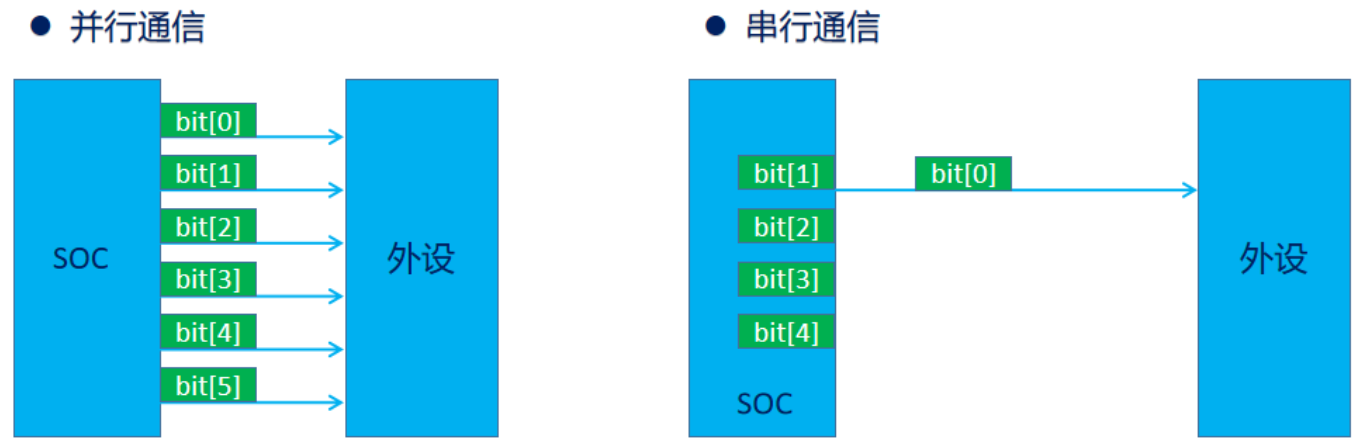 ● 并行通信
bit[0]
bit[1]
bit[2]
bit[3]
bit[4]
bit[5]
SOC
外设
● 串行通信
bit[1]
bit[0]
bit[2]
bit[3]
bit[4]
SOC
外设